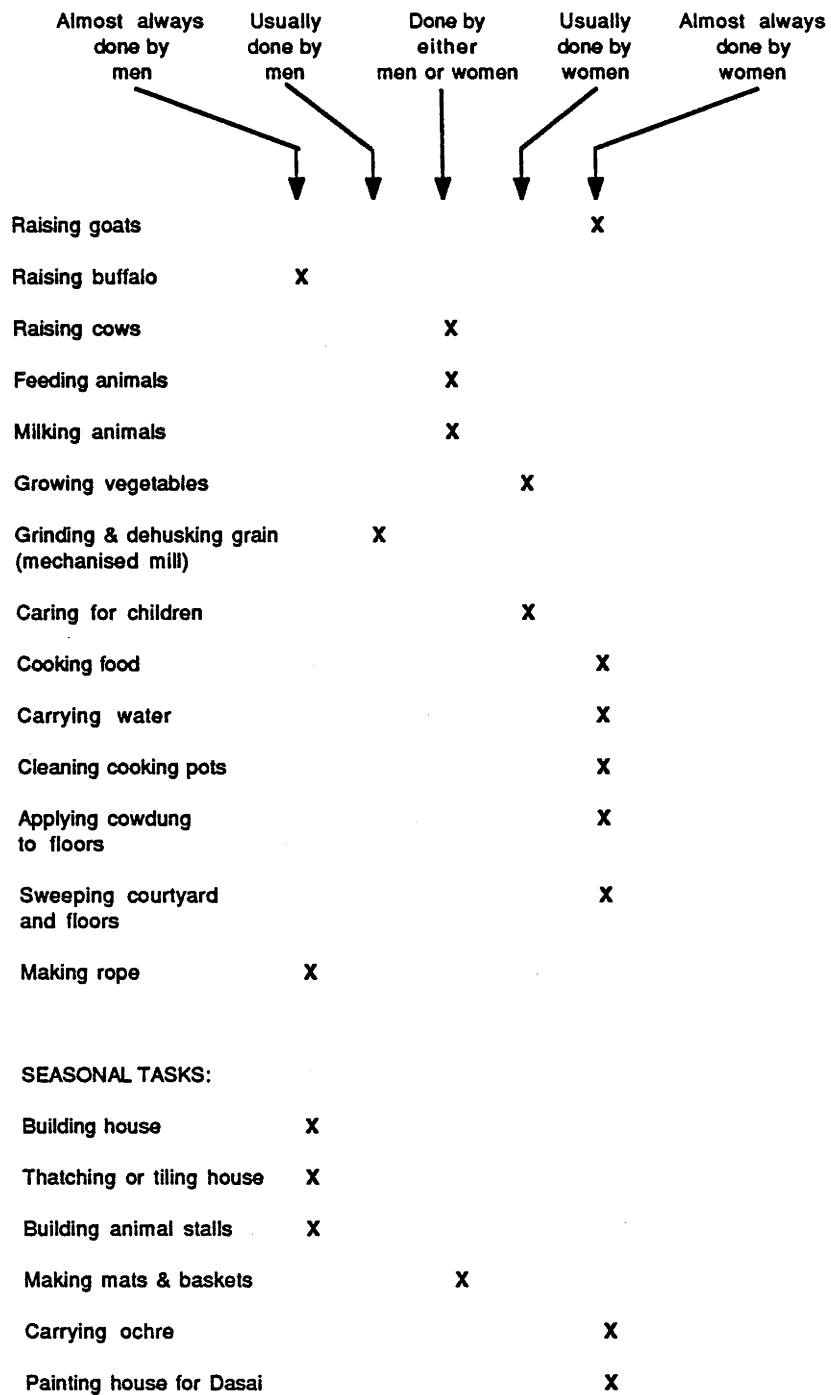 Almost always done by men
Usually done by men
Done by either men or women
Usually done by women
Almost always done by women
Raising goats X
Raising buffalo X
Raising cows X
Feeding animals X
Milking animals X
Growing vegetables X
Grinding & dehusking grain X
(mechanised mill)
Caring for children X
Cooking food X
Carrying water X
Cleaning cooking pots X
Applying cowdung X
to floors
Sweeping courtyard X
and floors
Making rope X
SEASONAL TASKS:
Building house X
Thatching or tiling house X
Building animal stalls X
Making mats & baskets X
Carrying ochre X
Painting house for Dasai X